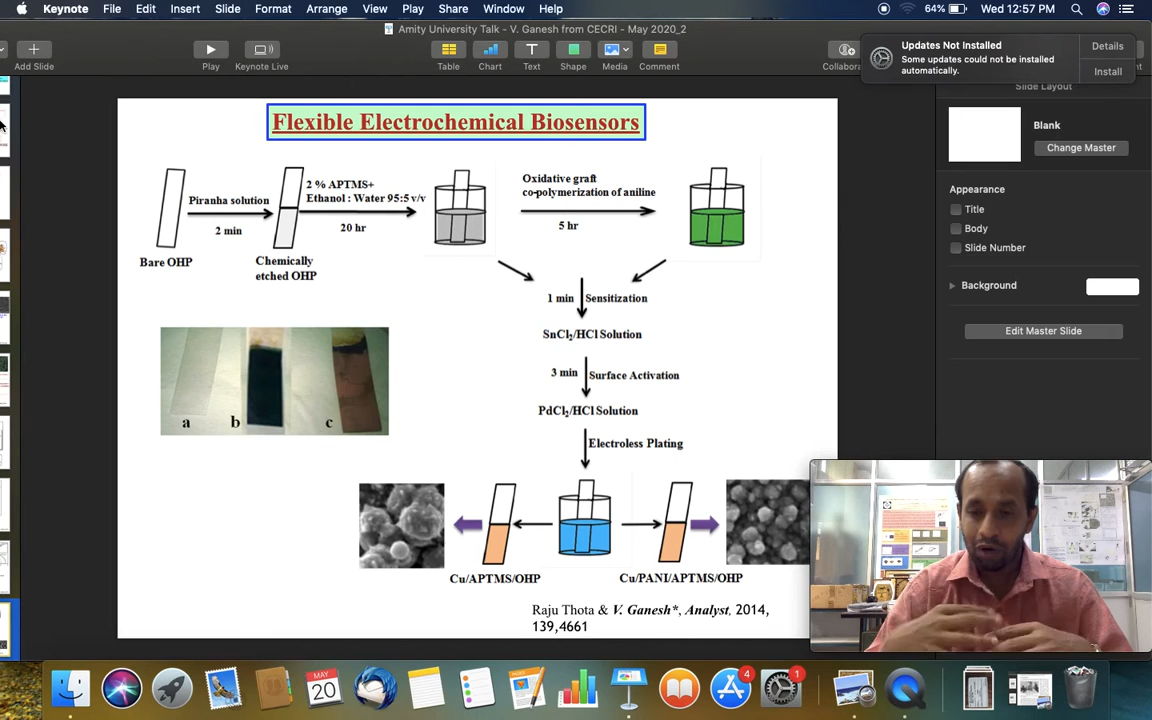 Keynote File Edit Insert Slide Format Arrange View Play Share Window Help
64% Wed 12:57 PM
Amity University Talk - V. Ganesh from CECRI - May 2020_2
Add Slide
Play
Keynote Live
Table
Chart
Text
Shape
Media
Comment
Collabora
Updates Not Installed
Some updates could not be installed
automatically.
Details
Install
Slide Layout
Blank
Change Master
Appearance
Title
Body
Slide Number
Background
Edit Master Slide
Flexible Electrochemical Biosensors
Piranha solution
2 min
2 % APTMS+
Ethanol : Water 95:5 v/v
20 hr
Oxidative graft
co-polymerization of aniline
5 hr
Bare OHP
Chemically
etched OHP
1 min Sensitization
SnCl₂/HCl Solution
3 min Surface Activation
PdCl₂/HCl Solution
Electroless Plating
a b c
Cu/APTMS/OHP
Cu/PANI/APTMS/OHP
Raju Thota & V. Ganesh*, Analyst, 2014,
139,4661
MAY
20
4
1